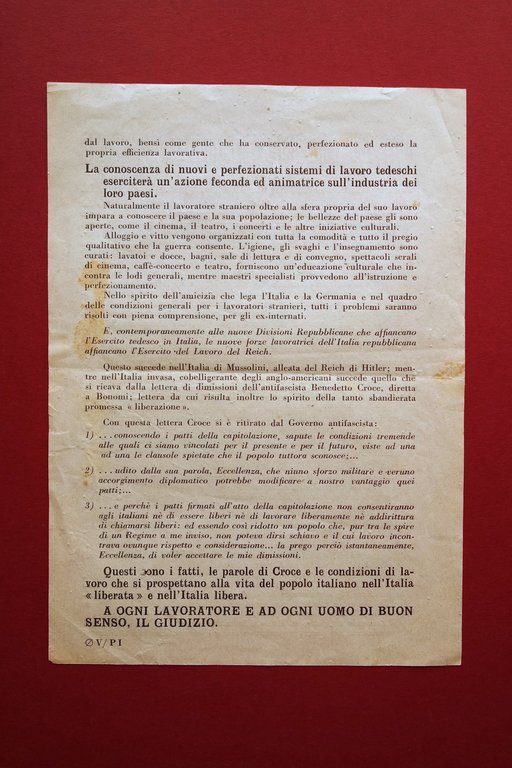 dal lavoro, bensì come gente che ha conservato, perfezionato ed esteso la
propria efficienza lavorativa.
La conoscenza di nuovi e perfezionati sistemi di lavoro tedeschi
eserciterà un'azione feconda ed animatrice sull'industria dei
loro paesi.
Naturalmente il lavoratore straniero oltre alla sfera propria del suo lavoro
impara a conoscere il paese e la sua popolazione; le bellezze del paese gli sono
aperte, come il cinema, il teatro, i concerti e le altre iniziative culturali.
Alloggio e vitto vengono organizzati con tutta la comodità e tutto il pregio
qualitativo che la guerra consente. L'igiene, gli svaghi e l'insegnamento sono
curati: lavatoi e docce, bagni, sale di lettura e di convegno, spettacoli serali
di cinema, caffè-concerto e teatro, forniscono un'educazione culturale che in-
contra le lodi generali, mentre maestri specialisti provvedono all'istruzione e
perfezionamento.
Nello spirito dell'amicizia che lega l'Italia e la Germania e nel quadro
delle condizioni generali per i lavoratori stranieri, tutti i problemi saranno
risolti con piena comprensione, per gli ex-internati.
E, contemporaneamente alle nuove Divisioni Repubblicane che affiancano
l'Esercito tedesco in Italia, le nuove forze lavoratrici dell'Italia repubblicana
affiancano l'Esercito del Lavoro del Reich.
Questo succede nell'Italia di Mussolini, alleata del Reich di Hitler; men-
tre nell'Italia invasa, cobelligerante degli anglo-americani succede quello che
si ricava dalla lettera di dimissioni dell'antifascista Benedetto Croce, diretta
a Bonomi; lettera da cui risulta inoltre lo spirito della tanto sbandierata
promessa « liberazione ».
Con questa lettera Croce si è ritirato dal Governo antifascista:
1) ...conoscendo i patti della capitolazione, sapute le condizioni tremende
alle quali ci siamo vincolati per il presente e per il futuro, viste ad una
ad una le clausole spietate che il popolo tuttora sconosce;...
2) ...udito dalla sua parola, Eccellenza, che niuno sforzo militare e veruno
accorgimento diplomatico potrebbe modificare a nostro vantaggio quei
patti;...
3) ...e perchè i patti firmati all'atto della capitolazione non consentiranno
agli italiani nè di essere liberi nè di lavorare liberamente nè addirittura
di chiamarsi liberi: ed essendo così ridotto un popolo che, pur tra le spire
di un Regime a me inviso, non poteva dirsi schiavo e il cui lavoro incon-
trava ovunque rispetto e considerazione... la prego perciò istantaneamente,
Eccellenza, di voler accettare le mie dimissioni.
Questi sono i fatti, le parole di Croce e le condizioni di la-
voro che si prospettano alla vita del popolo italiano nell'Italia
« liberata » e nell'Italia libera.
A OGNI LAVORATORE E AD OGNI UOMO DI BUON
SENSO, IL GIUDIZIO.
∅ V/PI